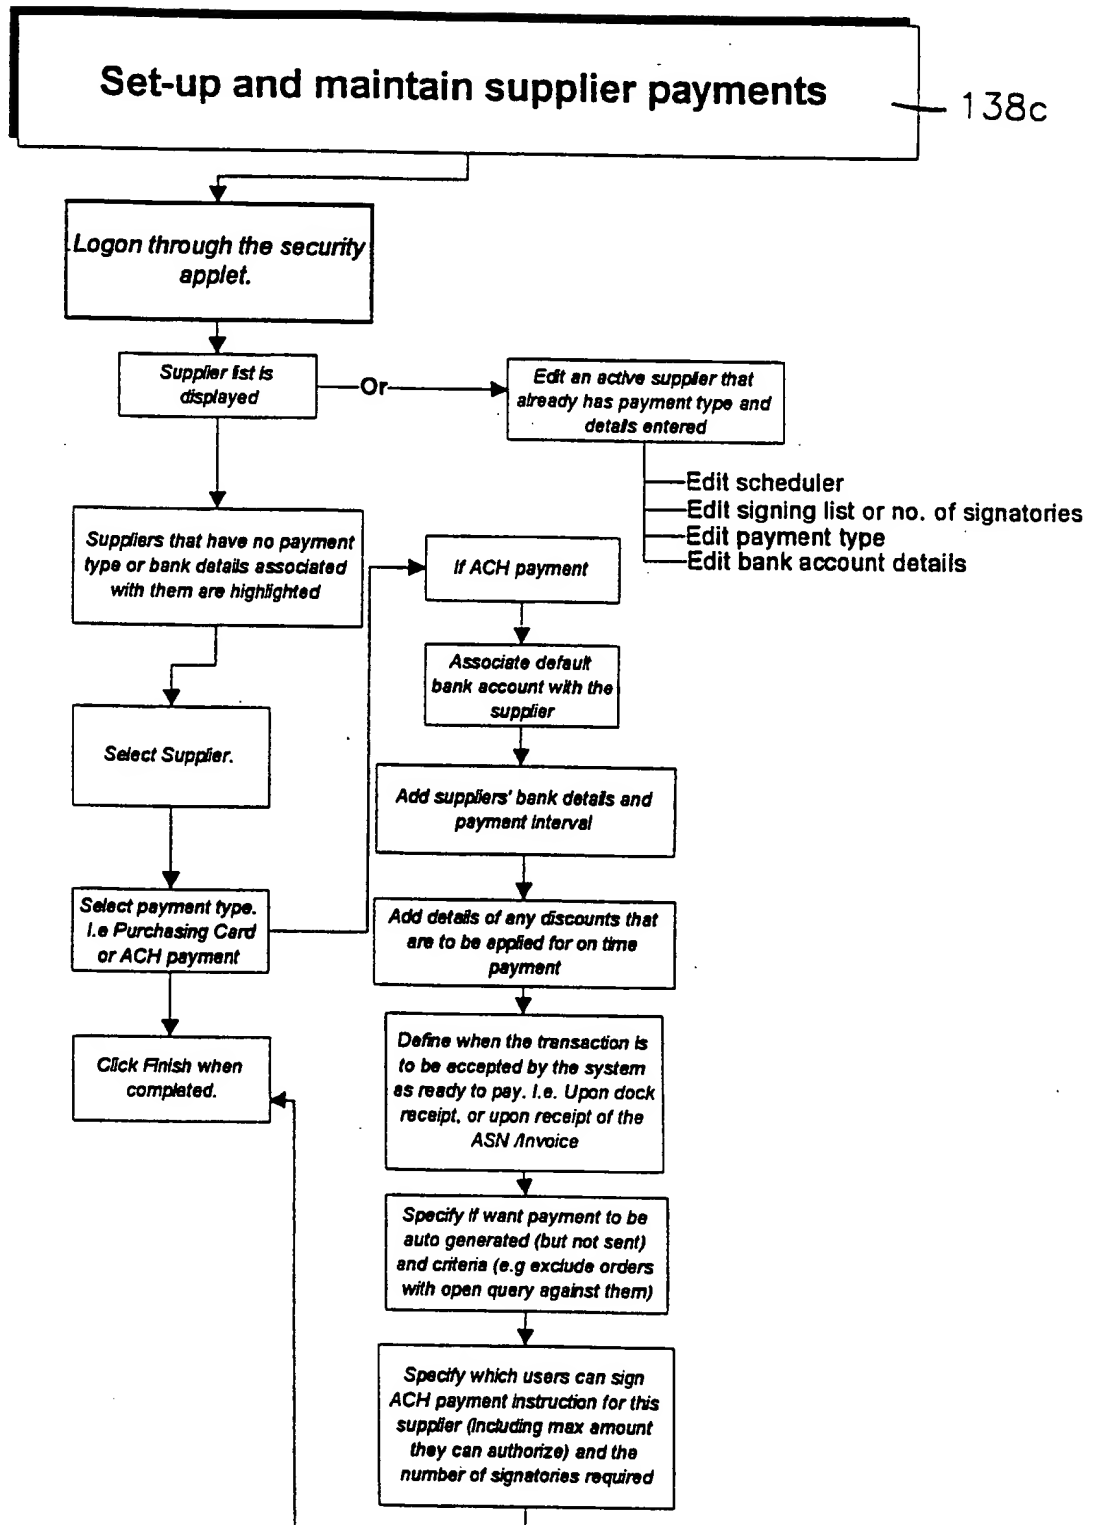 Set-up and maintain supplier payments
138c
Logon through the security
applet.
Supplier list is
displayed
Or
Edit an active supplier that
already has payment type and
details entered
Edit scheduler
Edit signing list or no. of signatories
Edit payment type
Edit bank account details
Suppliers that have no payment
type or bank details associated
with them are highlighted
Select Supplier.
Select payment type.
I.e Purchasing Card
or ACH payment
Click Finish when
completed.
If ACH payment
Associate default
bank account with the
supplier
Add suppliers' bank details and
payment interval
Add details of any discounts that
are to be applied for on time
payment
Define when the transaction is
to be accepted by the system
as ready to pay. I.e. Upon dock
receipt, or upon receipt of the
ASN /Invoice
Specify if want payment to be
auto generated (but not sent)
and criteria (e.g exclude orders
with open query against them)
Specify which users can sign
ACH payment instruction for this
supplier (including max amount
they can authorize) and the
number of signatories required